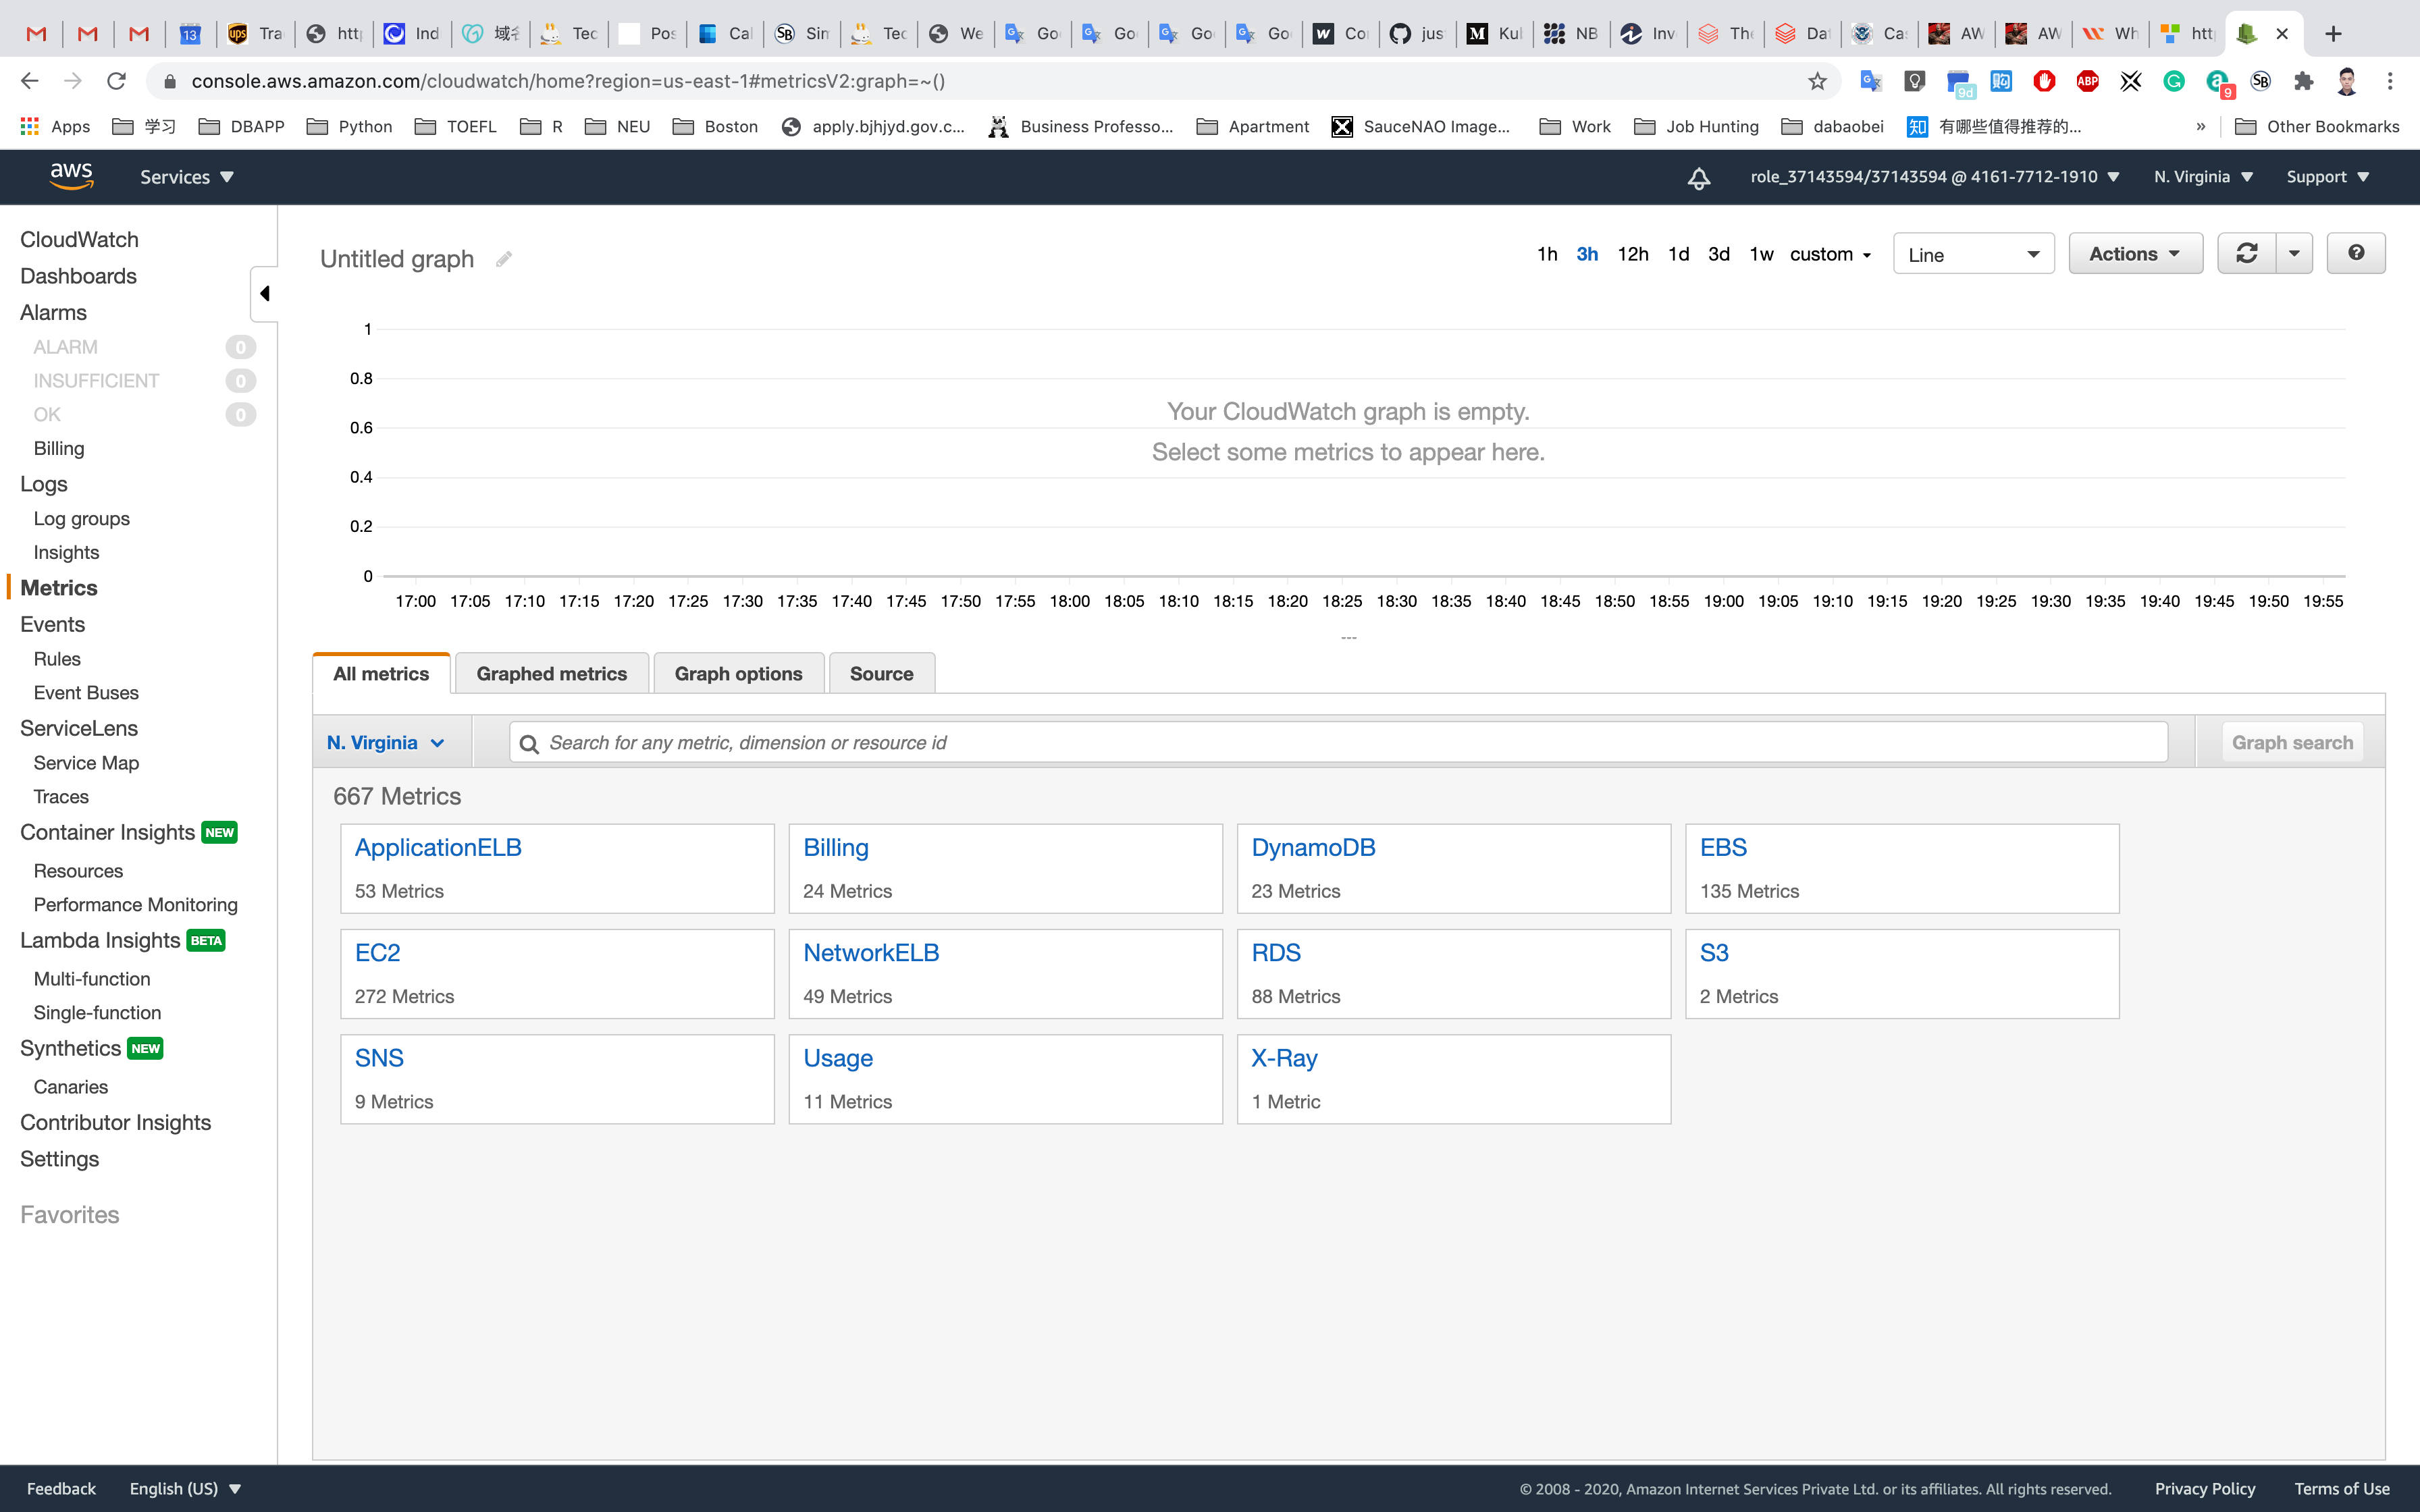 13
Tra
htt
Ind
Tec
Pos
Cal
SB
Sim
Tec
We
Go
Go
Go
Go
Co
jus
Kul
NB
Inv
The
Dat
Ca
AW
AW
Wh
htt
console.aws.amazon.com/cloudwatch/home?region=us-east-1#metricsV2:graph=~()
9d
ABP
9
SB
Apps
学习
DBAPP
Python
TOEFL
R
NEU
Boston
apply.bjhjyd.gov.c...
Business Professo...
Apartment
SauceNAO Image...
Work
Job Hunting
dabaobei
知 有哪些值得推荐的...
»
Other Bookmarks
aws
Services
role_37143594/37143594 @ 4161-7712-1910
N. Virginia
Support
CloudWatch
Dashboards
Alarms
ALARM 0
INSUFFICIENT 0
OK 0
Billing
Logs
Log groups
Insights
Metrics
Events
Rules
Event Buses
ServiceLens
Service Map
Traces
Container Insights NEW
Resources
Performance Monitoring
Lambda Insights BETA
Multi-function
Single-function
Synthetics NEW
Canaries
Contributor Insights
Settings
Favorites
Untitled graph
1h 3h 12h 1d 3d 1w custom
Line
Actions
1
0.8
0.6
0.4
0.2
0
Your CloudWatch graph is empty.
Select some metrics to appear here.
17:00 17:05 17:10 17:15 17:20 17:25 17:30 17:35 17:40 17:45 17:50 17:55 18:00 18:05 18:10 18:15 18:20 18:25 18:30 18:35 18:40 18:45 18:50 18:55 19:00 19:05 19:10 19:15 19:20 19:25 19:30 19:35 19:40 19:45 19:50 19:55
---
All metrics
Graphed metrics
Graph options
Source
N. Virginia
Search for any metric, dimension or resource id
Graph search
667 Metrics
ApplicationELB
53 Metrics
Billing
24 Metrics
DynamoDB
23 Metrics
EBS
135 Metrics
EC2
272 Metrics
NetworkELB
49 Metrics
RDS
88 Metrics
S3
2 Metrics
SNS
9 Metrics
Usage
11 Metrics
X-Ray
1 Metric
Feedback
English (US)
© 2008 - 2020, Amazon Internet Services Private Ltd. or its affiliates. All rights reserved.
Privacy Policy
Terms of Use